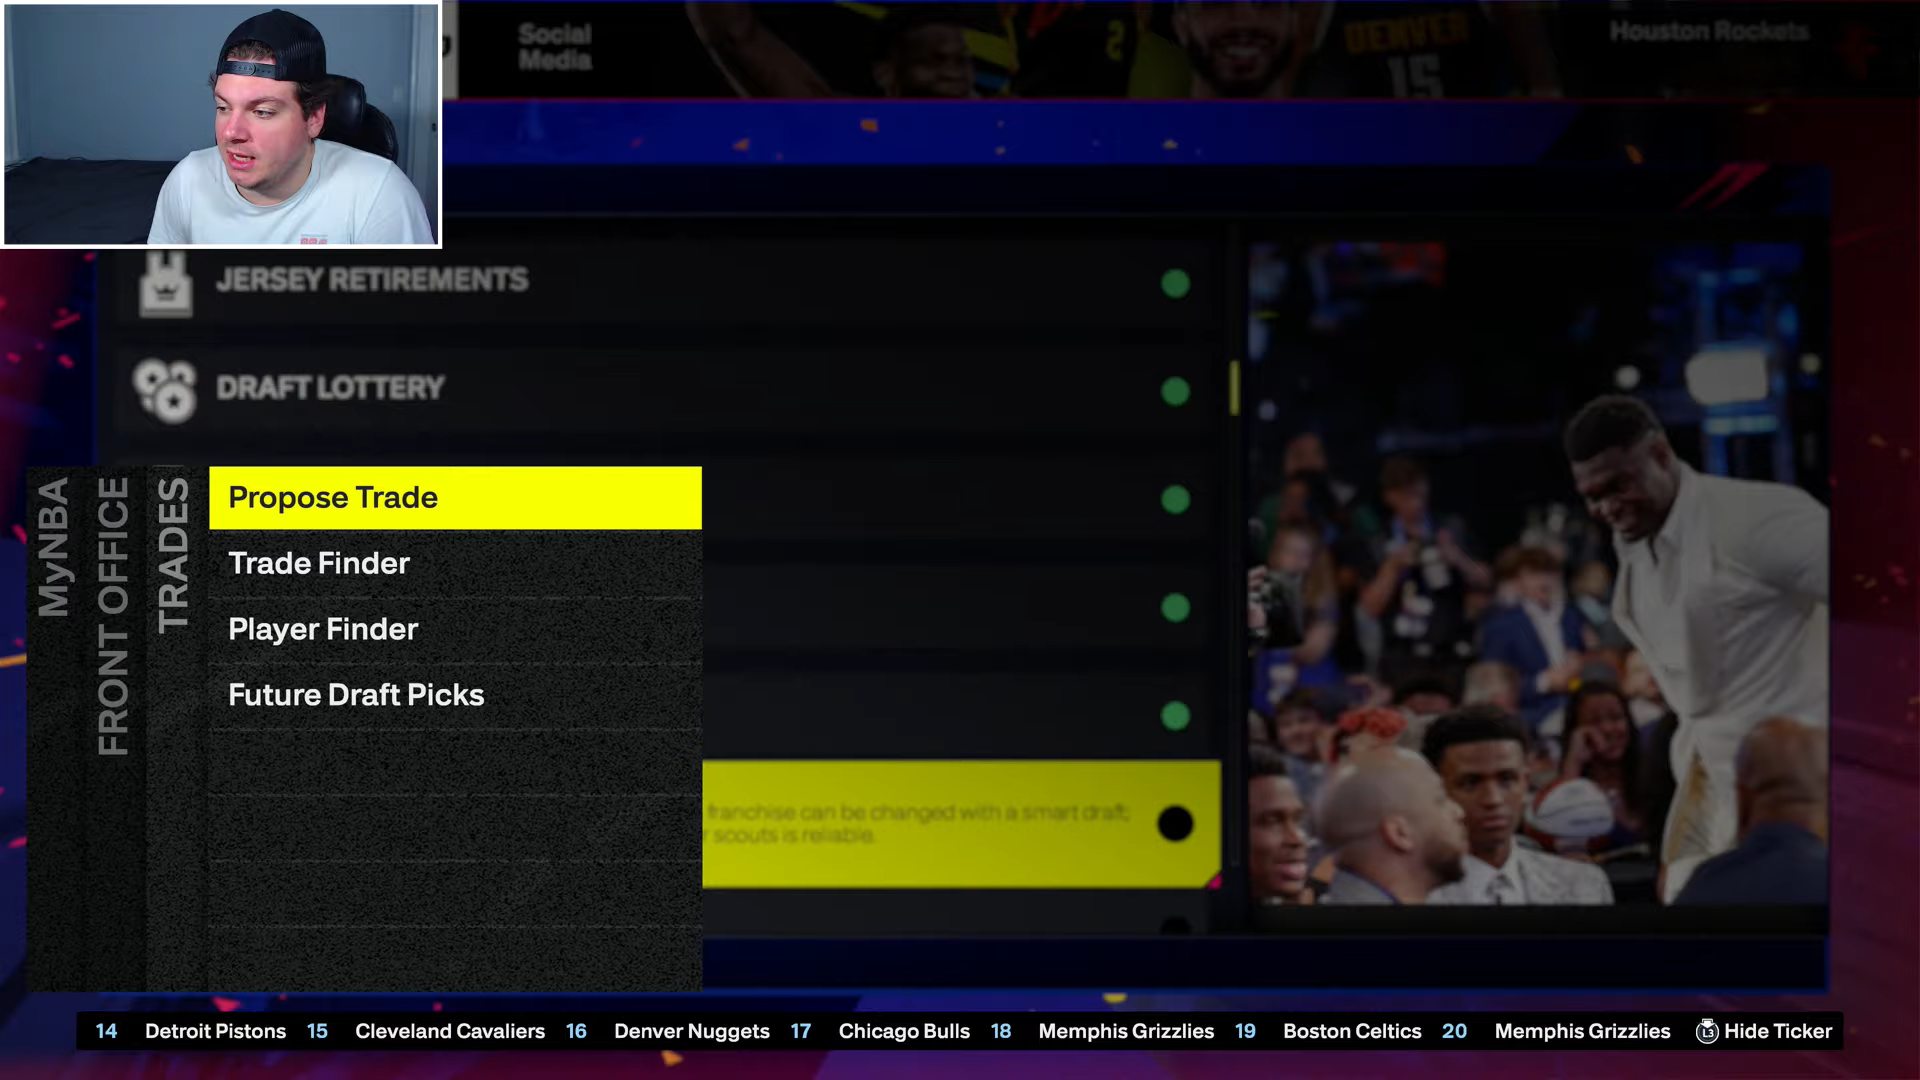 Social
Media
DENVER
15
2
Houston Rockets
JERSEY RETIREMENTS
DRAFT LOTTERY
MyNBA
FRONT OFFICE
TRADES
Propose Trade
Trade Finder
Player Finder
Future Draft Picks
franchise can be changed with a smart draft;
scouts is reliable.
14 Detroit Pistons 15 Cleveland Cavaliers 16 Denver Nuggets 17 Chicago Bulls 18 Memphis Grizzlies 19 Boston Celtics 20 Memphis Grizzlies L3 Hide Ticker